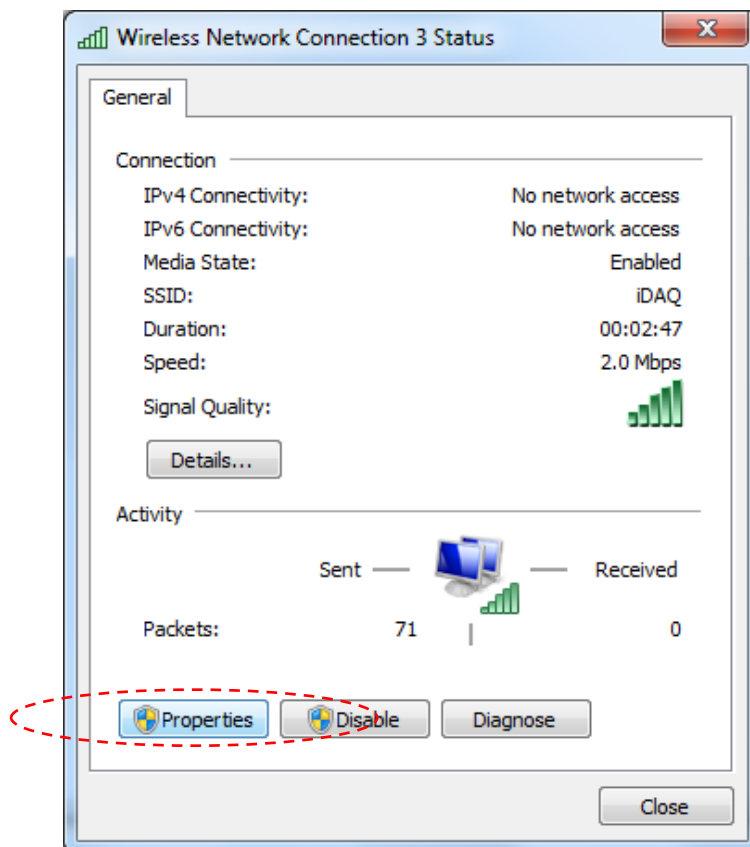 Wireless Network Connection 3 Status
General
Connection
IPv4 Connectivity: No network access
IPv6 Connectivity: No network access
Media State: Enabled
SSID: iDAQ
Duration: 00:02:47
Speed: 2.0 Mbps
Signal Quality:
Details...
Activity
Sent Received
Packets: 71 0
Properties Disable Diagnose
Close